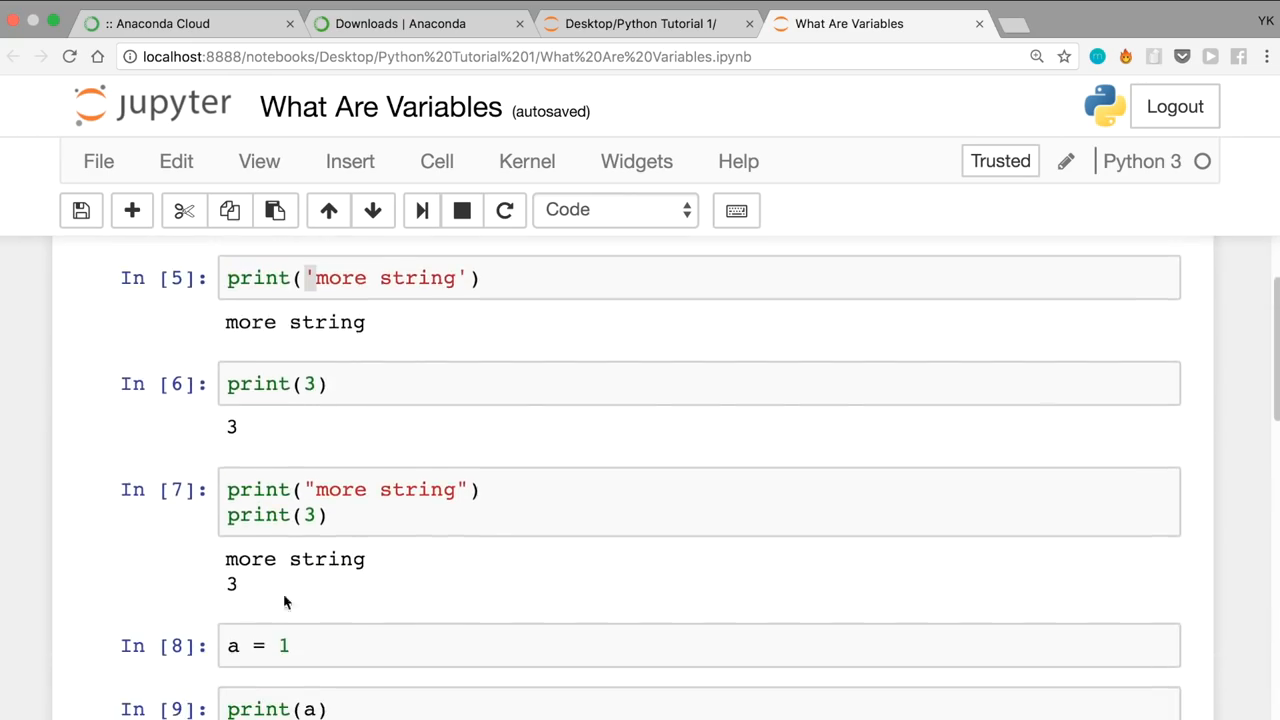 :: Anaconda Cloud
Downloads | Anaconda
Desktop/Python Tutorial 1/
What Are Variables
YK
localhost:8888/notebooks/Desktop/Python%20Tutorial%201/What%20Are%20Variables.ipynb
jupyter What Are Variables (autosaved)
Logout
File Edit View Insert Cell Kernel Widgets Help
Trusted
Python 3
Code
In [5]: print('more string')
more string
In [6]: print(3)
3
In [7]: print("more string")
print(3)
more string
3
In [8]: a = 1
In [9]: print(a)